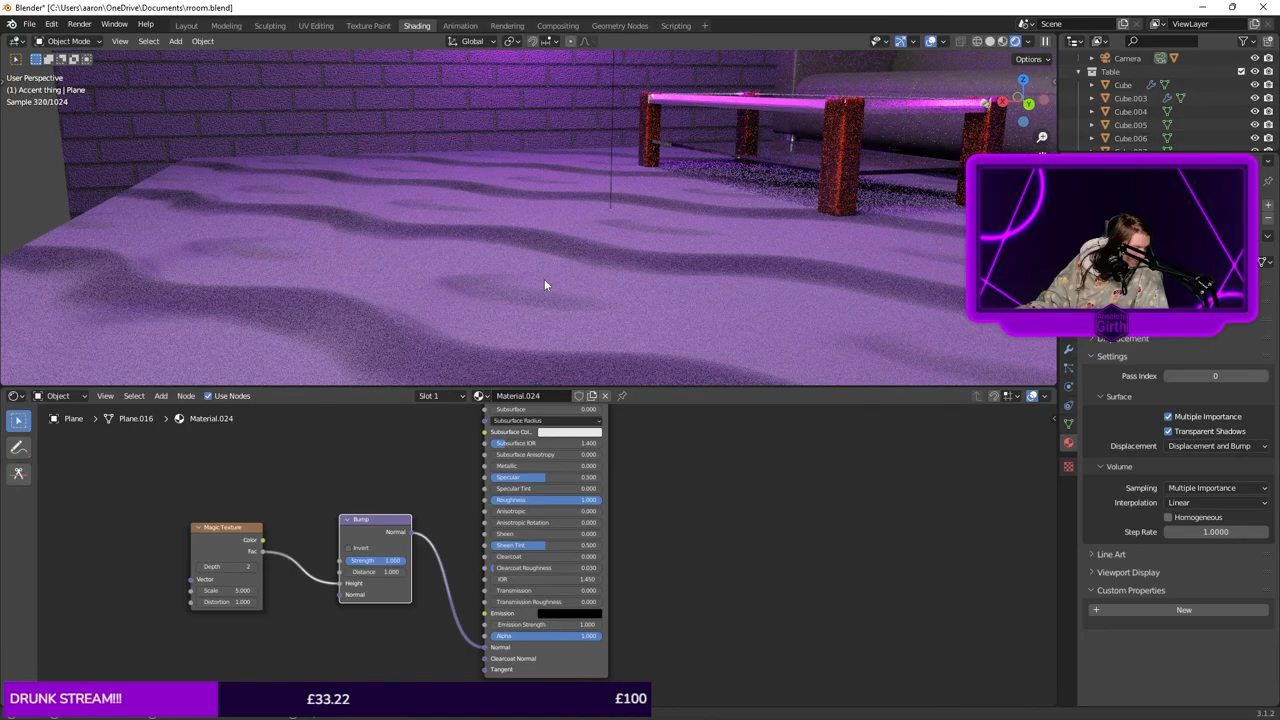 Blender* [C:\Users\aaron\OneDrive\Documents\rroom.blend]
File Edit Render Window Help Layout Modeling Sculpting UV Editing Texture Paint Shading Animation Rendering Compositing Geometry Nodes Scripting + Scene ViewLayer
Object Mode View Select Add Object Global
Options
User Perspective
(1) Accent thing | Plane
Sample 320/1024
X
Y
Z
Camera
Table
Cube
Cube.003
Cube.004
Cube.005
Cube.006
Girth
Settings
Pass Index 0
Surface
Multiple Importance
Transparent Shadows
Displacement Displacement and Bump
Volume
Sampling Multiple Importance
Interpolation Linear
Homogeneous
Step Rate 1.0000
Line Art
Viewport Display
Custom Properties
New
Object View Select Add Node Use Nodes Slot 1 Material.024
Plane > Plane.016 > Material.024
Subsurface 0.000
Subsurface Radius
Subsurface Col..
Subsurface IOR 1.400
Subsurface Anisotropy 0.000
Metallic 0.000
Specular 0.500
Specular Tint 0.000
Roughness 1.000
Anisotropic 0.000
Anisotropic Rotation 0.000
Sheen 0.000
Sheen Tint 0.500
Clearcoat 0.000
Clearcoat Roughness 0.030
IOR 1.450
Transmission 0.000
Transmission Roughness 0.000
Emission
Emission Strength 1.000
Alpha 1.000
Normal
Clearcoat Normal
Tangent
Magic Texture
Color
Fac
Depth 2
Vector
Scale 5.000
Distortion 1.000
Bump
Normal
Invert
Strength 1.000
Distance 1.000
Height
Normal
DRUNK STREAM!!! £33.22 £100
3.1.2